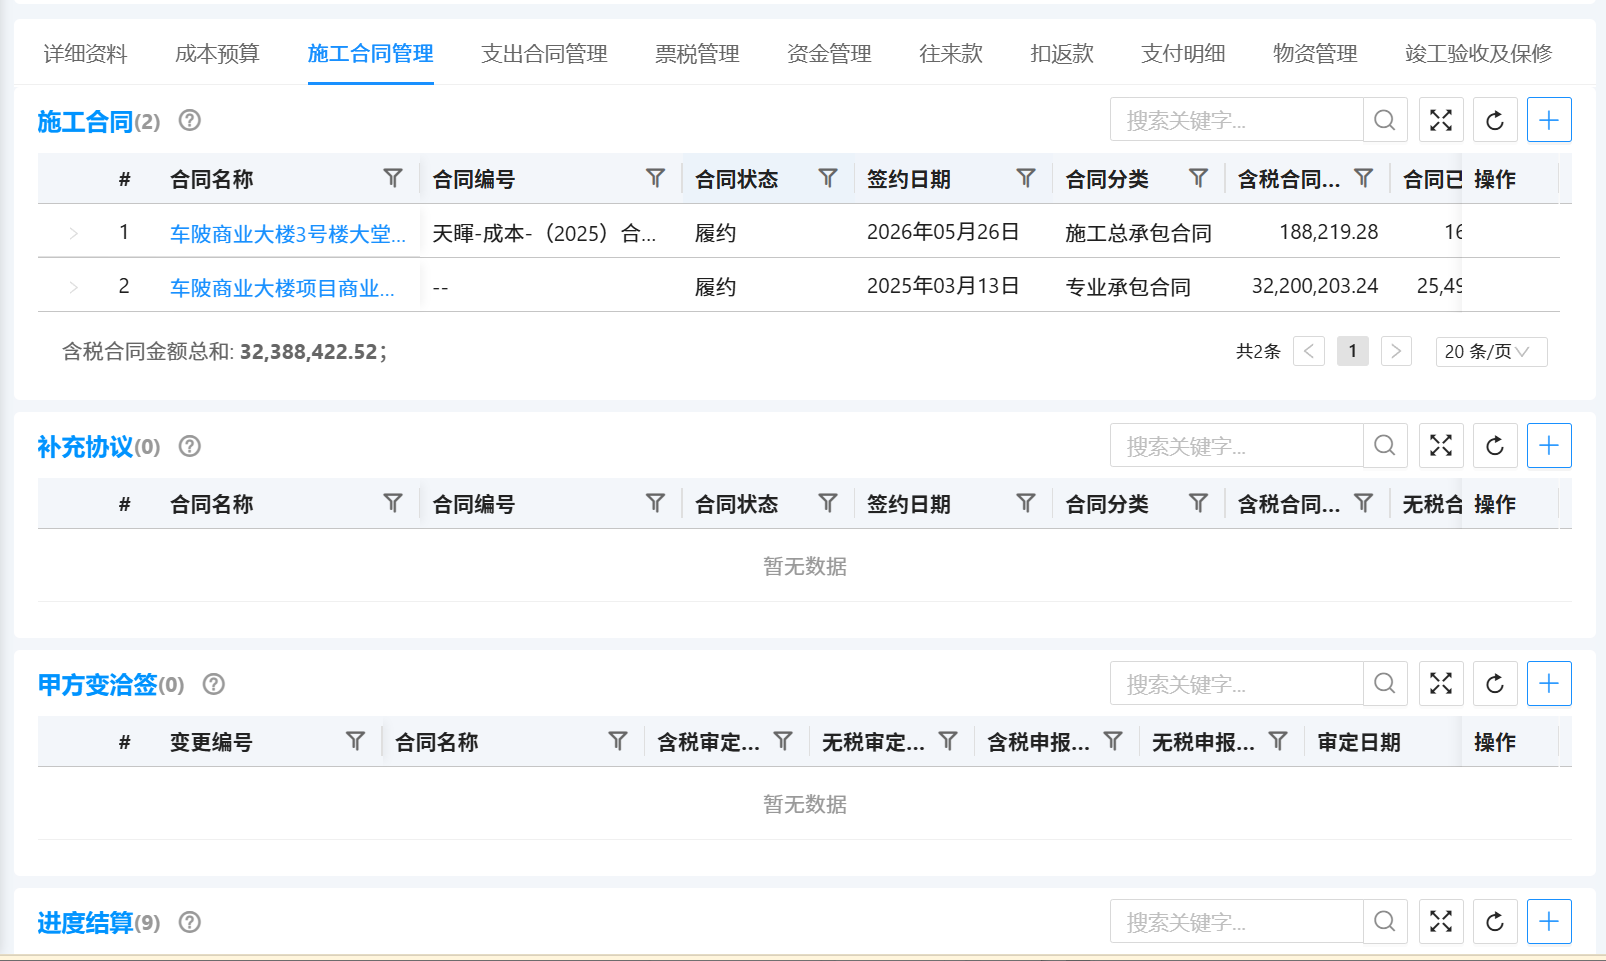 详细资料 成本预算 施工合同管理 支出合同管理 票税管理 资金管理 往来款 扣返款 支付明细 物资管理 竣工验收及保修
施工合同(2) 搜索关键字...
# 合同名称 合同编号 合同状态 签约日期 合同分类 含税合同... 合同已 操作
1 车陂商业大楼3号楼大堂... 天暉-成本-（2025）合... 履约 2026年05月26日 施工总承包合同 188,219.28 16
2 车陂商业大楼项目商业... -- 履约 2025年03月13日 专业承包合同 32,200,203.24 25,49
含税合同金额总和: 32,388,422.52; 共2条 1 20 条/页
补充协议(0) 搜索关键字...
# 合同名称 合同编号 合同状态 签约日期 合同分类 含税合同... 无税合 操作
暂无数据
甲方变洽签(0) 搜索关键字...
# 变更编号 合同名称 含税审定... 无税审定... 含税申报... 无税申报... 审定日期 操作
暂无数据
进度结算(9) 搜索关键字...